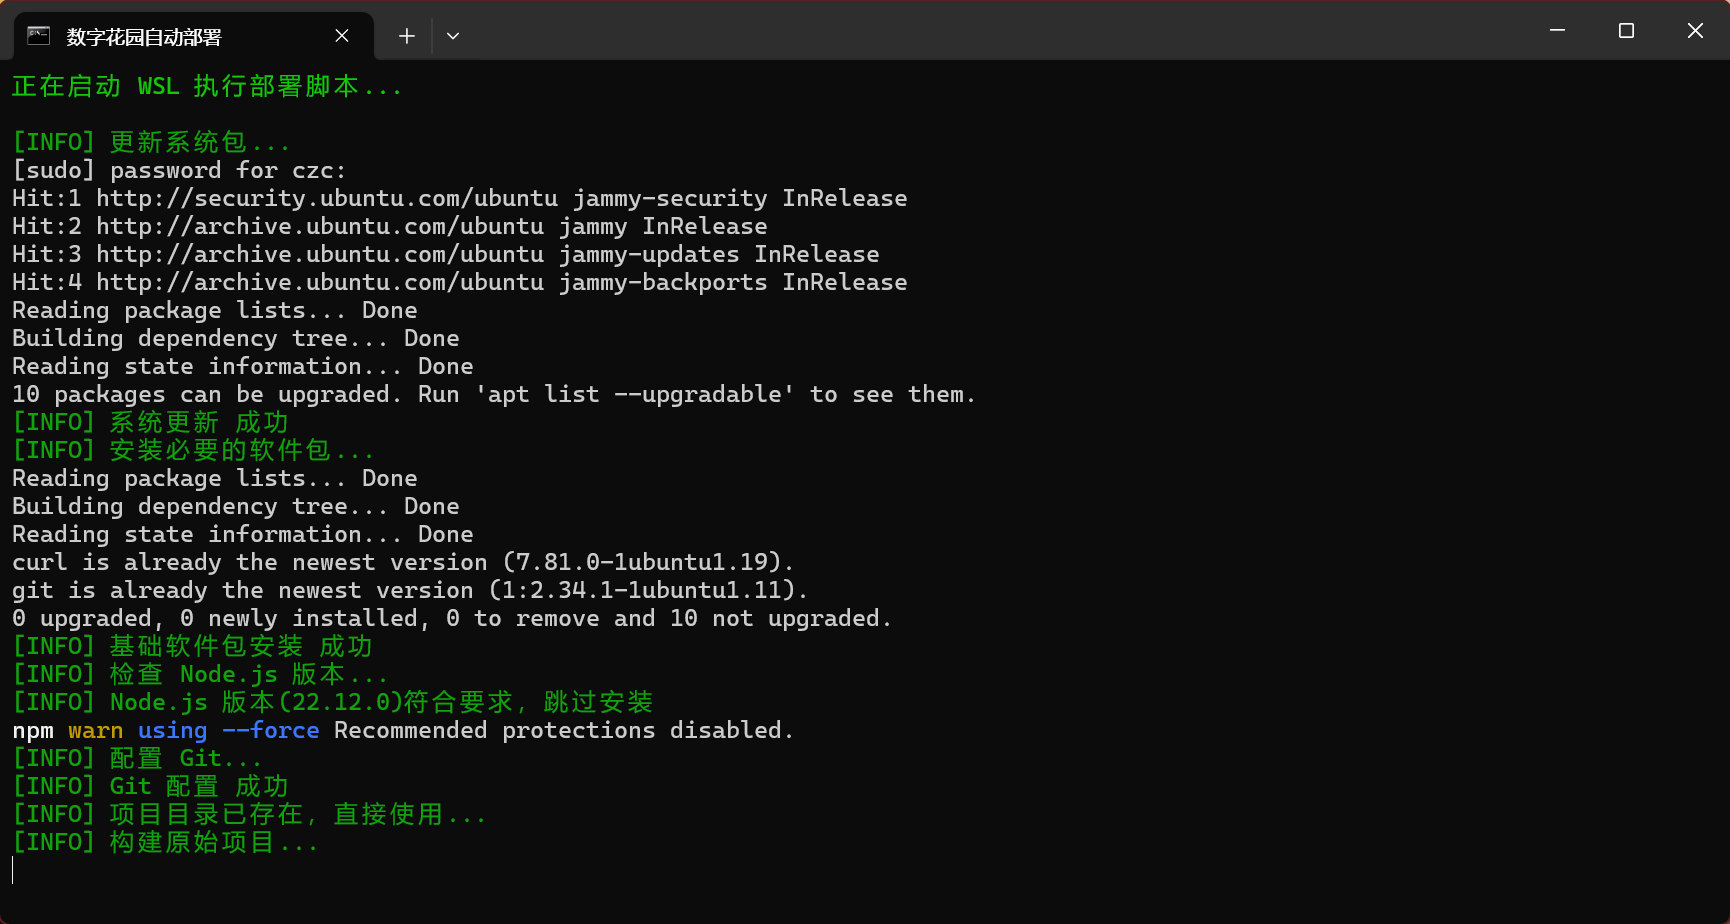 数字花园自动部署
正在启动 WSL 执行部署脚本...
[INFO] 更新系统包...
[sudo] password for czc:
Hit:1 http://security.ubuntu.com/ubuntu jammy-security InRelease
Hit:2 http://archive.ubuntu.com/ubuntu jammy InRelease
Hit:3 http://archive.ubuntu.com/ubuntu jammy-updates InRelease
Hit:4 http://archive.ubuntu.com/ubuntu jammy-backports InRelease
Reading package lists... Done
Building dependency tree... Done
Reading state information... Done
10 packages can be upgraded. Run 'apt list --upgradable' to see them.
[INFO] 系统更新 成功
[INFO] 安装必要的软件包...
Reading package lists... Done
Building dependency tree... Done
Reading state information... Done
curl is already the newest version (7.81.0-1ubuntu1.19).
git is already the newest version (1:2.34.1-1ubuntu1.11).
0 upgraded, 0 newly installed, 0 to remove and 10 not upgraded.
[INFO] 基础软件包安装 成功
[INFO] 检查 Node.js 版本...
[INFO] Node.js 版本(22.12.0)符合要求, 跳过安装
npm warn using --force Recommended protections disabled.
[INFO] 配置 Git...
[INFO] Git 配置 成功
[INFO] 项目目录已存在, 直接使用...
[INFO] 构建原始项目...